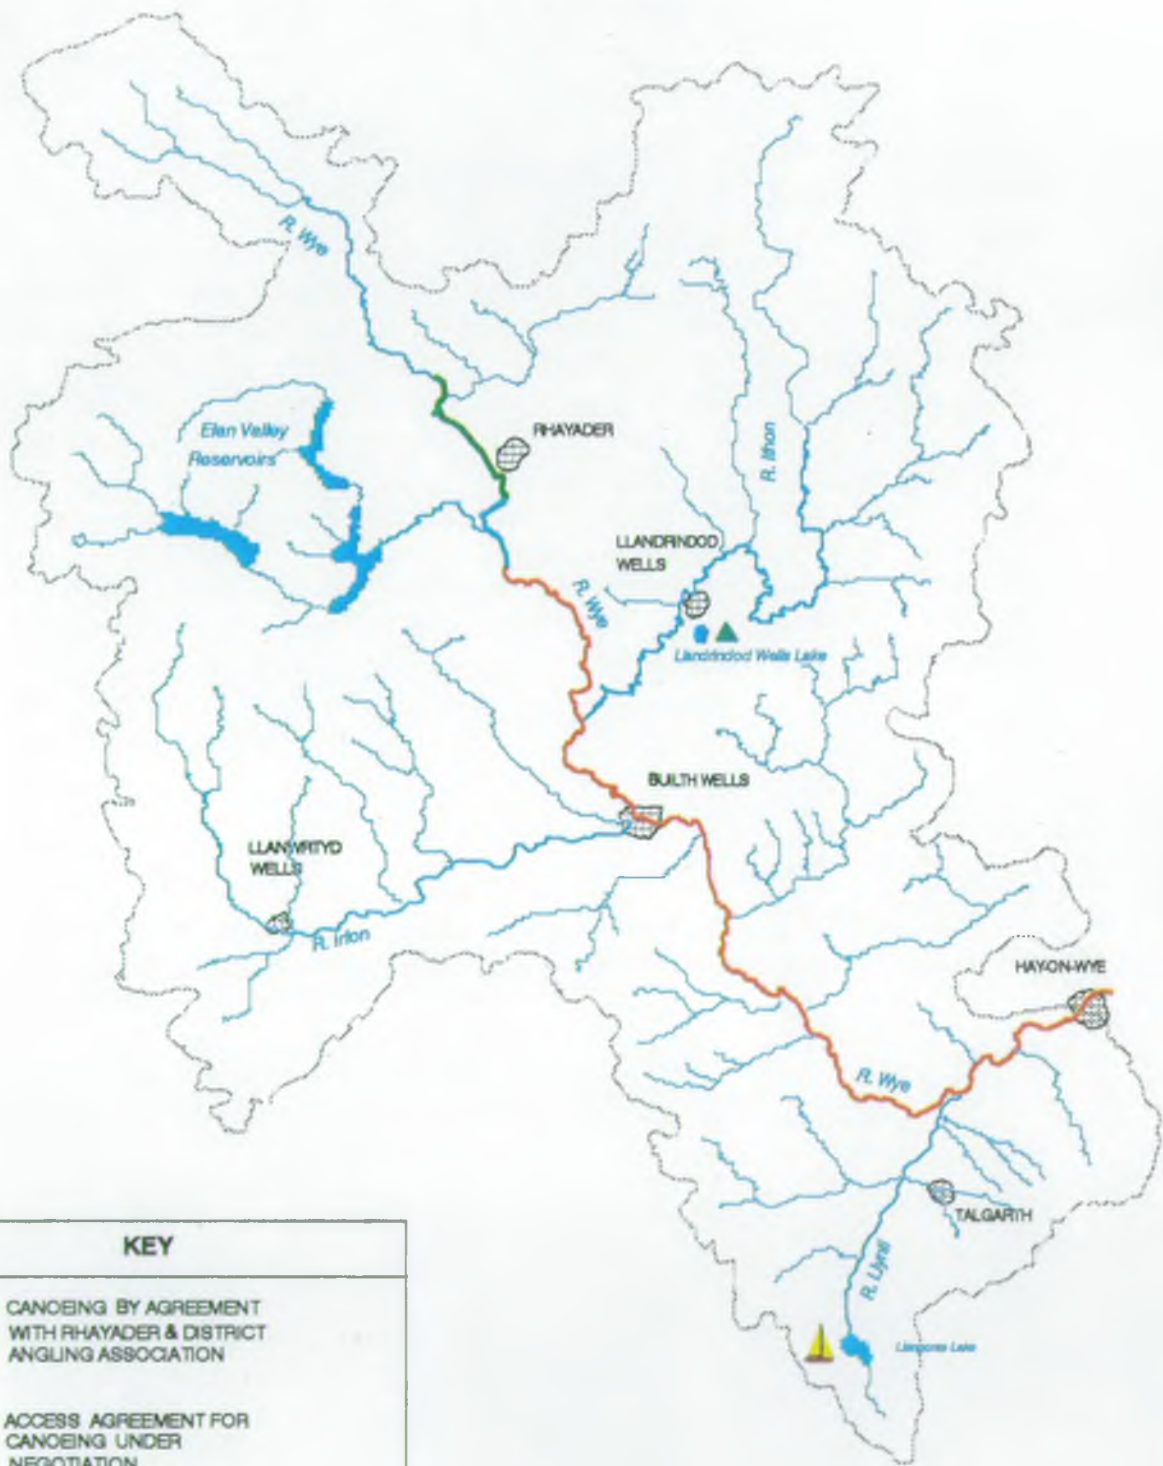 R. Wye
Elan Valley
Reservoirs
RHAYADER
R. Ithon
LLANDRINDOD
WELLS
R. Wye
Llandrindod Wells Lake
BUILTH WELLS
LLANWRTYD
WELLS
R. Irfon
HAY-ON-WYE
R. Wye
TALGARTH
R. Llynfi
Llangorse Lake
KEY
CANOEING BY AGREEMENT
WITH RHAYADER & DISTRICT
ANGLING ASSOCIATION
ACCESS AGREEMENT FOR
CANOEING UNDER
NEGOTIATION